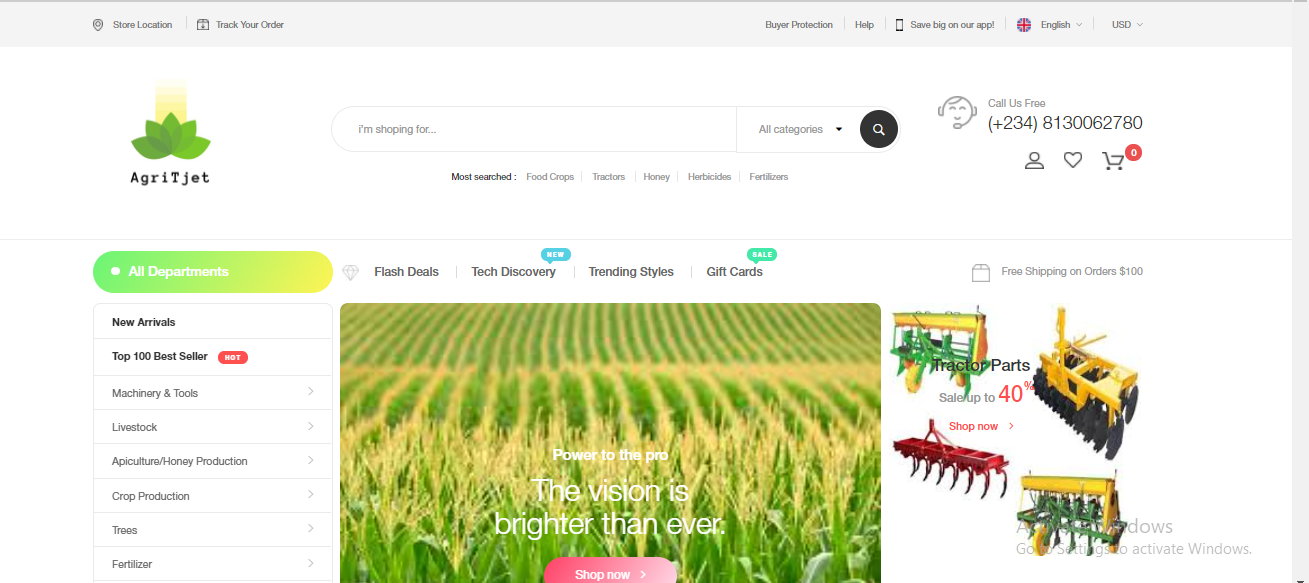 Store Location
Track Your Order
Buyer Protection
Help
Save big on our app!
English
USD
AgriTjet
i'm shoping for...
All categories
Call Us Free
(+234) 8130062780
0
Most searched :
Food Crops
Tractors
Honey
Herbicides
Fertilizers
All Departments
Flash Deals
NEW
Tech Discovery
Trending Styles
SALE
Gift Cards
Free Shipping on Orders $100
New Arrivals
Top 100 Best Seller HOT
Machinery & Tools
Livestock
Apiculture/Honey Production
Crop Production
Trees
Fertilizer
Power to the pro
The vision is
brighter than ever.
Shop now
Tractor Parts
Sale up to 40%
Shop now
Activate Windows
Go to Settings to activate Windows.